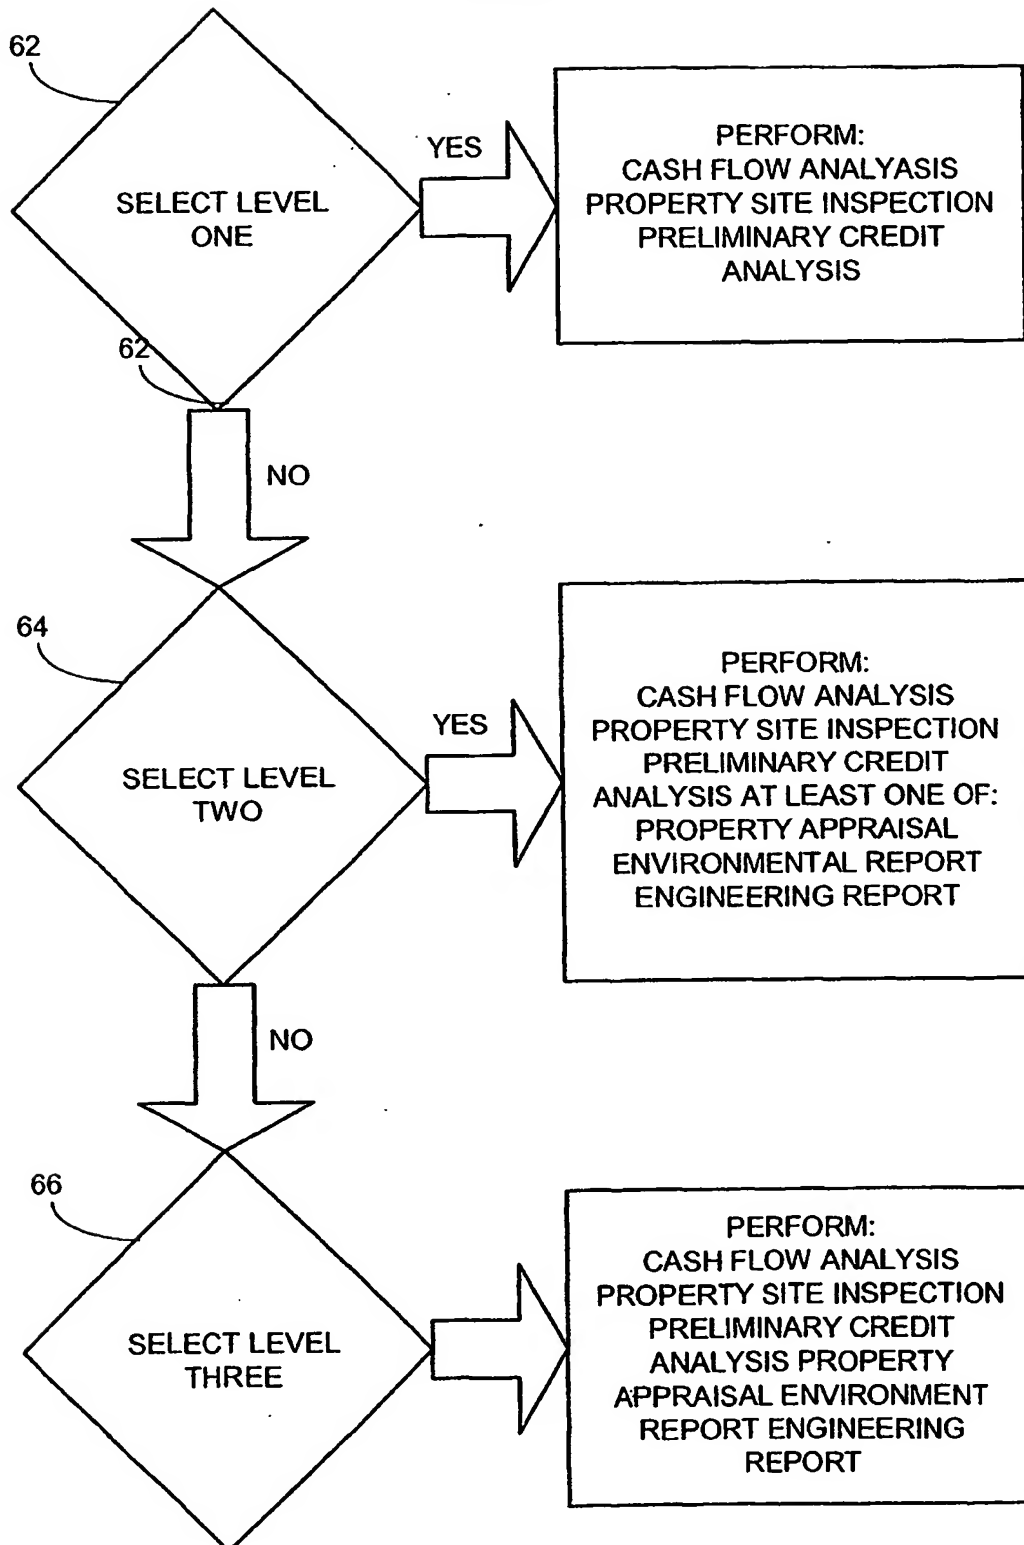 62
SELECT LEVEL
ONE
YES
PERFORM:
CASH FLOW ANALYASIS
PROPERTY SITE INSPECTION
PRELIMINARY CREDIT
ANALYSIS
62
NO
64
SELECT LEVEL
TWO
YES
PERFORM:
CASH FLOW ANALYSIS
PROPERTY SITE INSPECTION
PRELIMINARY CREDIT
ANALYSIS AT LEAST ONE OF:
PROPERTY APPRAISAL
ENVIRONMENTAL REPORT
ENGINEERING REPORT
NO
66
SELECT LEVEL
THREE
PERFORM:
CASH FLOW ANALYSIS
PROPERTY SITE INSPECTION
PRELIMINARY CREDIT
ANALYSIS PROPERTY
APPRAISAL ENVIRONMENT
REPORT ENGINEERING
REPORT